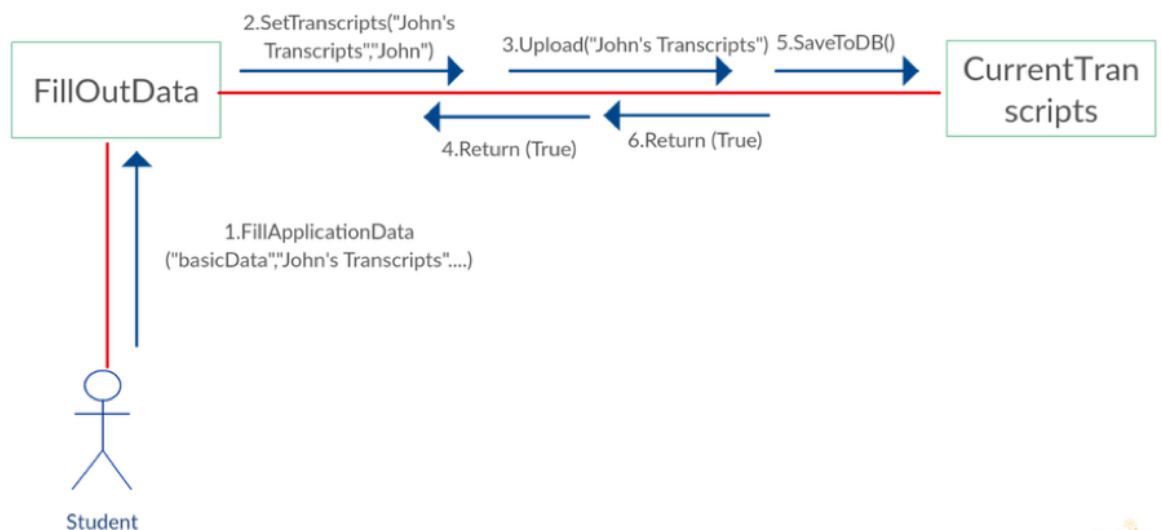 2.SetTranscripts("John's
Transcripts","John")
3.Upload("John's Transcripts")
5.SaveToDB()
FillOutData
CurrentTran
scripts
4.Return (True)
6.Return (True)
1.FillApplicationData
("basicData","John's Transcripts"....)
Student